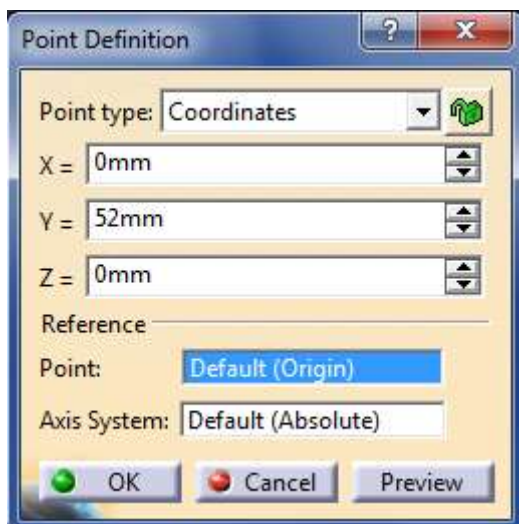 Point Definition ?
Point type: Coordinates
X = 0mm
Y = 52mm
Z = 0mm
Reference
Point: Default (Origin)
Axis System: Default (Absolute)
OK Cancel Preview